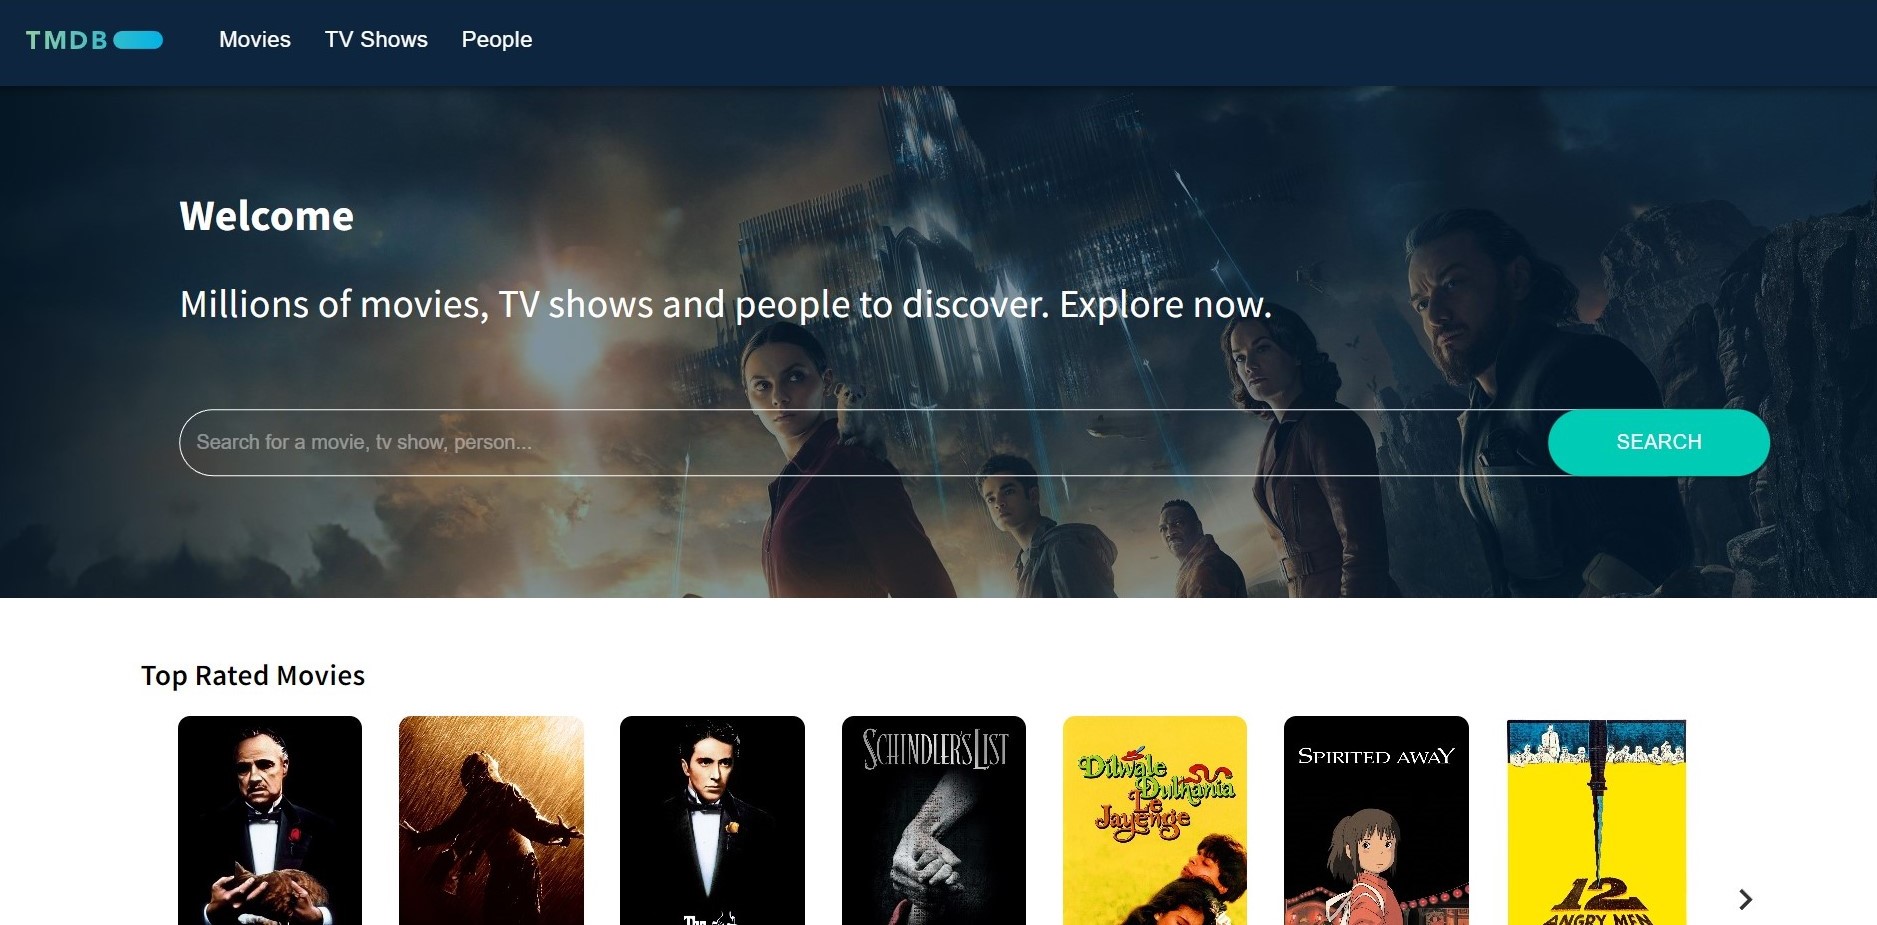 TMDB
Movies TV Shows People
Welcome
Millions of movies, TV shows and people to discover. Explore now.
Search for a movie, tv show, person...
SEARCH
Top Rated Movies
SCHINDLER'S LIST
Dilwale
Dulhania
Le
Jayenge
SPIRITED AWAY
12
ANGRY MEN
The